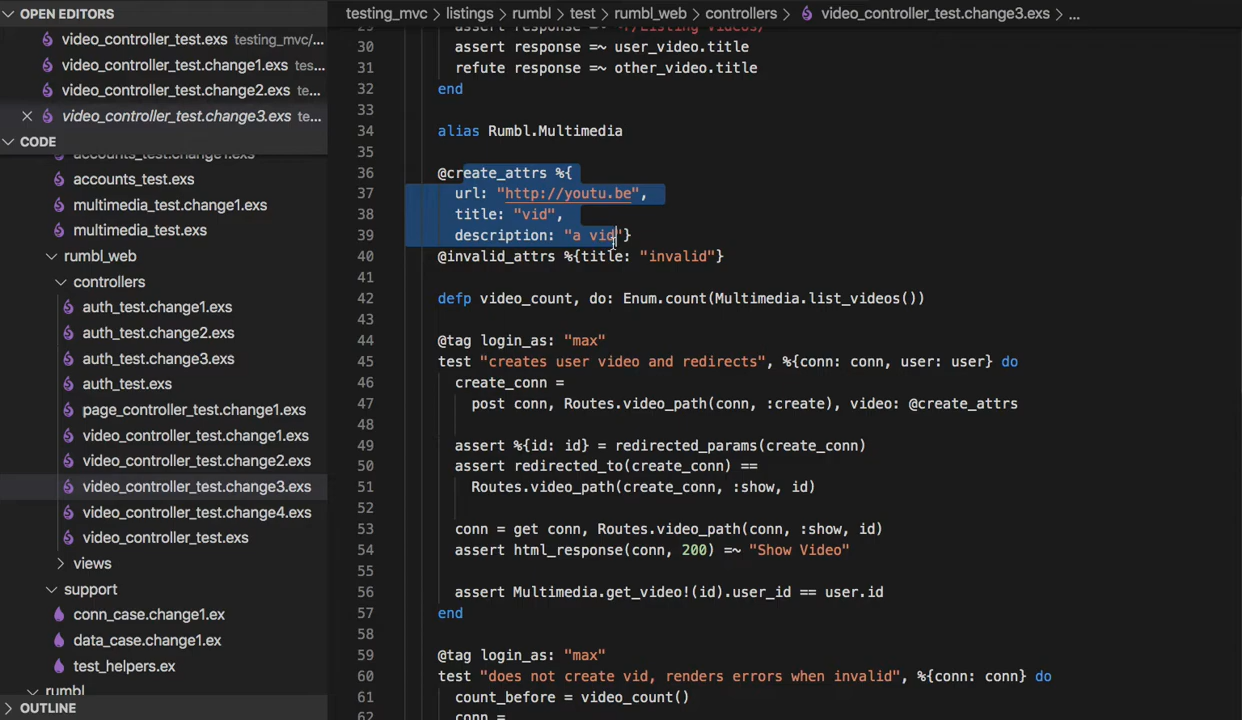 OPEN EDITORS
video_controller_test.exs testing_mvc/...
video_controller_test.change1.exs tes...
video_controller_test.change2.exs te...
video_controller_test.change3.exs te...
CODE
accounts_test.change1.exs
accounts_test.exs
multimedia_test.change1.exs
multimedia_test.exs
rumbl_web
controllers
auth_test.change1.exs
auth_test.change2.exs
auth_test.change3.exs
auth_test.exs
page_controller_test.change1.exs
video_controller_test.change1.exs
video_controller_test.change2.exs
video_controller_test.change3.exs
video_controller_test.change4.exs
video_controller_test.exs
views
support
conn_case.change1.ex
data_case.change1.ex
test_helpers.ex
rumbl
OUTLINE
testing_mvc > listings > rumbl > test > rumbl_web > controllers > video_controller_test.change3.exs > ...
29 assert response =~ ~r/Listing Videos/
30 assert response =~ user_video.title
31 refute response =~ other_video.title
32 end
33
34 alias Rumbl.Multimedia
35
36 @create_attrs %{
37 url: "http://youtu.be",
38 title: "vid",
39 description: "a vid"}
40 @invalid_attrs %{title: "invalid"}
41
42 defp video_count, do: Enum.count(Multimedia.list_videos())
43
44 @tag login_as: "max"
45 test "creates user video and redirects", %{conn: conn, user: user} do
46 create_conn =
47 post conn, Routes.video_path(conn, :create), video: @create_attrs
48
49 assert %{id: id} = redirected_params(create_conn)
50 assert redirected_to(create_conn) ==
51 Routes.video_path(create_conn, :show, id)
52
53 conn = get conn, Routes.video_path(conn, :show, id)
54 assert html_response(conn, 200) =~ "Show Video"
55
56 assert Multimedia.get_video!(id).user_id == user.id
57 end
58
59 @tag login_as: "max"
60 test "does not create vid, renders errors when invalid", %{conn: conn} do
61 count_before = video_count()
62 conn =